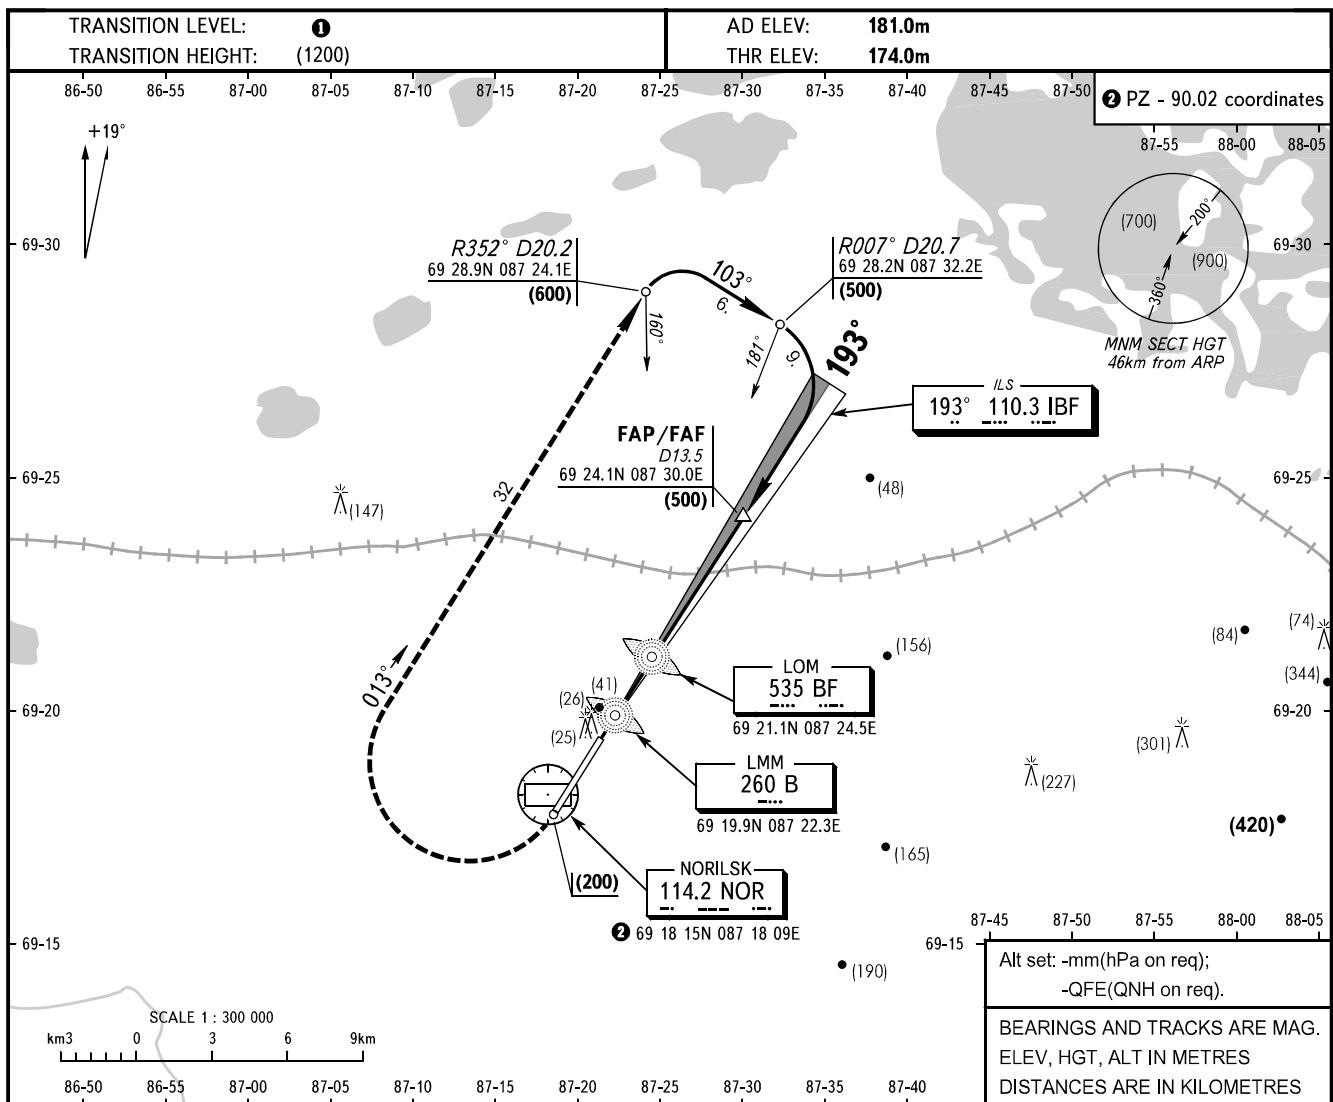 TRANSITION LEVEL: ❶
TRANSITION HEIGHT: (1200)
AD ELEV: 181.0m
THR ELEV: 174.0m
86-50 86-55 87-00 87-05 87-10 87-15 87-20 87-25 87-30 87-35 87-40 87-45 87-50
❷ PZ - 90.02 coordinates
87-55 88-00 88-05
+19°
69-30
69-30
(700)
200°
(900)
360°
MNM SECT HGT
46km from ARP
R352° D20.2
69 28.9N 087 24.1E
(600)
160°
103°
6.
R007° D20.7
69 28.2N 087 32.2E
(500)
181°
9.
193°
ILS
193° 110.3 IBF
FAP/FAF
D13.5
69 24.1N 087 30.0E
(500)
69-25
69-25
(48)
(147)
32
013°
(156)
(84)
(74)
(344)
LOM
535 BF
69 21.1N 087 24.5E
69-20
69-20
(26)
(41)
(25)
LMM
260 B
69 19.9N 087 22.3E
(301)
(227)
(420)
(165)
(200)
NORILSK
114.2 NOR
❷ 69 18 15N 087 18 09E
87-45 87-50 87-55 88-00 88-05
69-15
69-15
(190)
Alt set: -mm(hPa on req);
-QFE(QNH on req).
BEARINGS AND TRACKS ARE MAG.
ELEV, HGT, ALT IN METRES
DISTANCES ARE IN KILOMETRES
SCALE 1 : 300 000
km3 0 3 6 9km
86-50 86-55 87-00 87-05 87-10 87-15 87-20 87-25 87-30 87-35 87-40